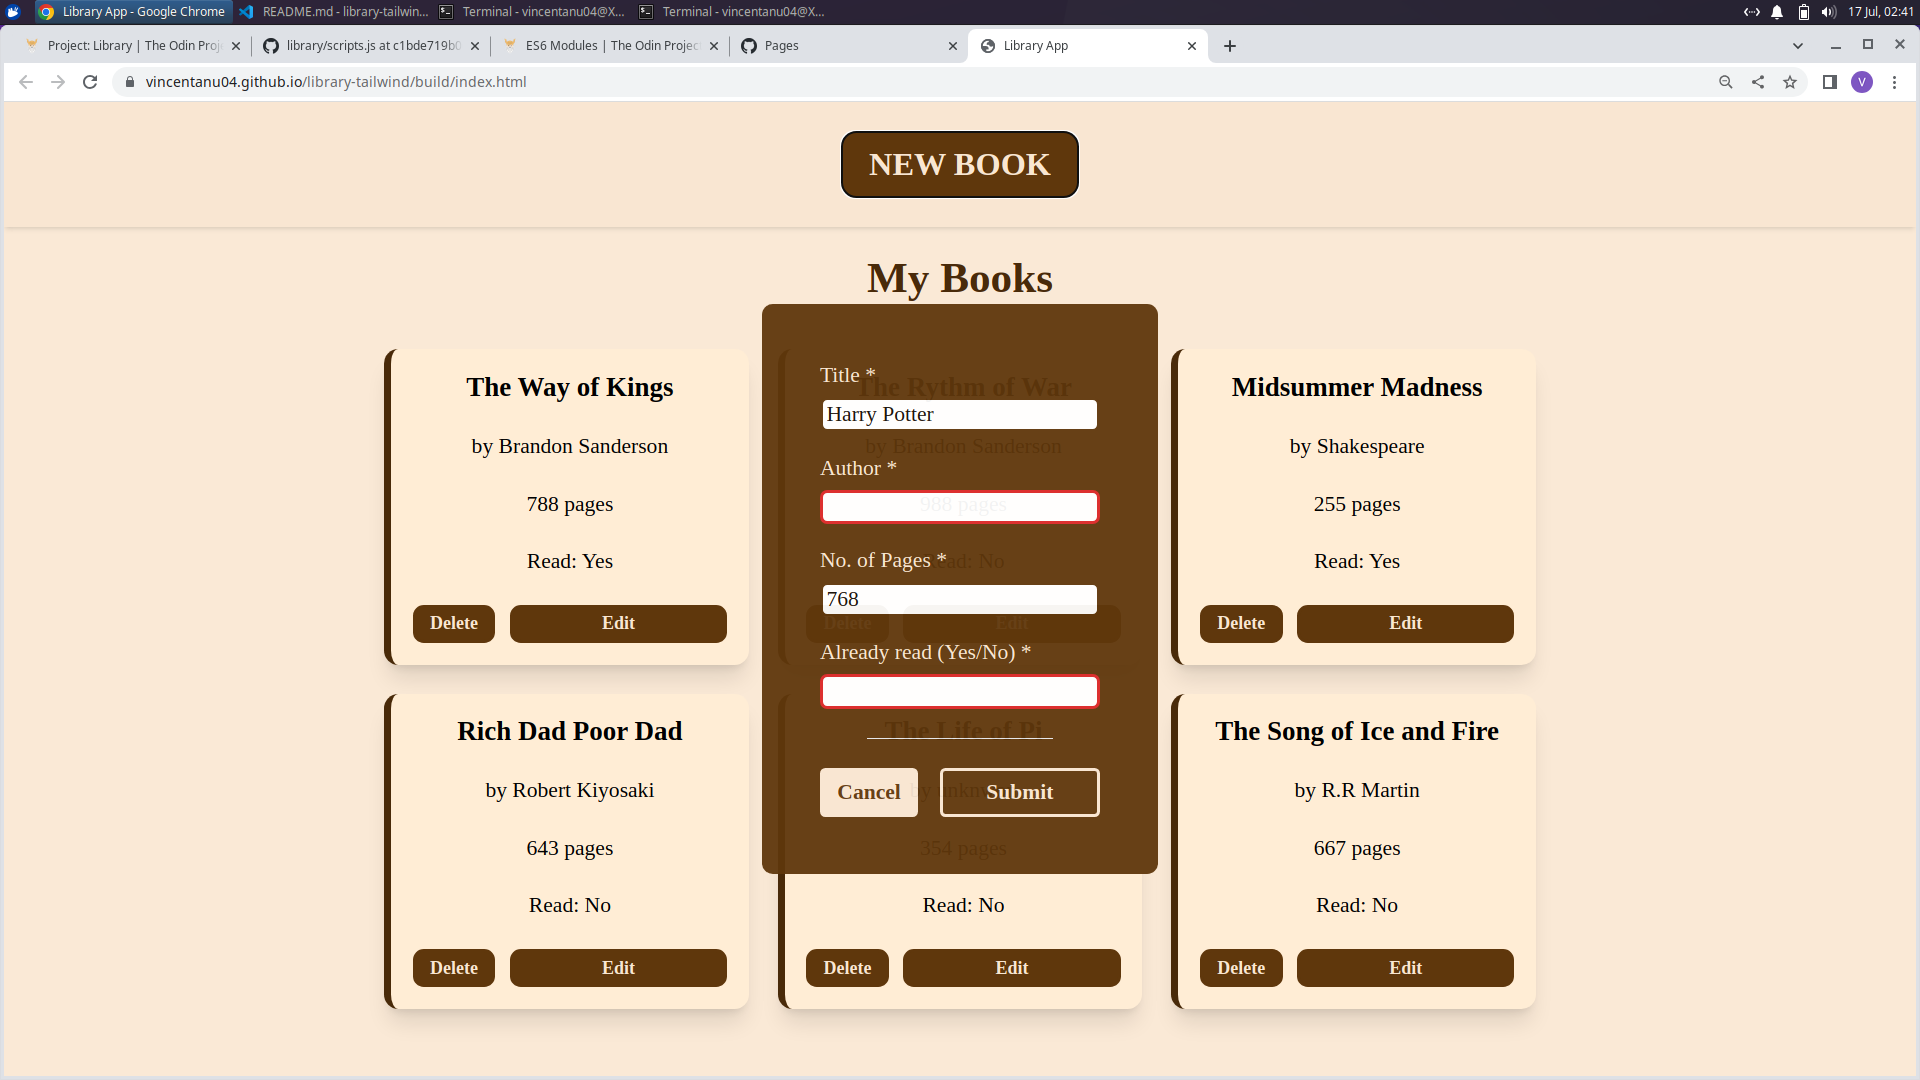 Library App - Google Chrome
README.md - library-tailwin...
Terminal - vincentanu04@X...
Terminal - vincentanu04@X...
17 Jul, 02:41
Project: Library | The Odin Proj
library/scripts.js at c1bde719b0
ES6 Modules | The Odin Project
Pages
Library App
vincentanu04.github.io/library-tailwind/build/index.html
V
NEW BOOK
My Books
The Way of Kings
by Brandon Sanderson
788 pages
Read: Yes
Delete
Edit
The Rythm of War
by Brandon Sanderson
988 pages
Read: No
Delete
Edit
Title *
Harry Potter
Author *
No. of Pages *
768
Already read (Yes/No) *
Cancel
Submit
Midsummer Madness
by Shakespeare
255 pages
Read: Yes
Delete
Edit
Rich Dad Poor Dad
by Robert Kiyosaki
643 pages
Read: No
Delete
Edit
The Life of Pi
by
354 pages
Read: No
Delete
Edit
The Song of Ice and Fire
by R.R Martin
667 pages
Read: No
Delete
Edit